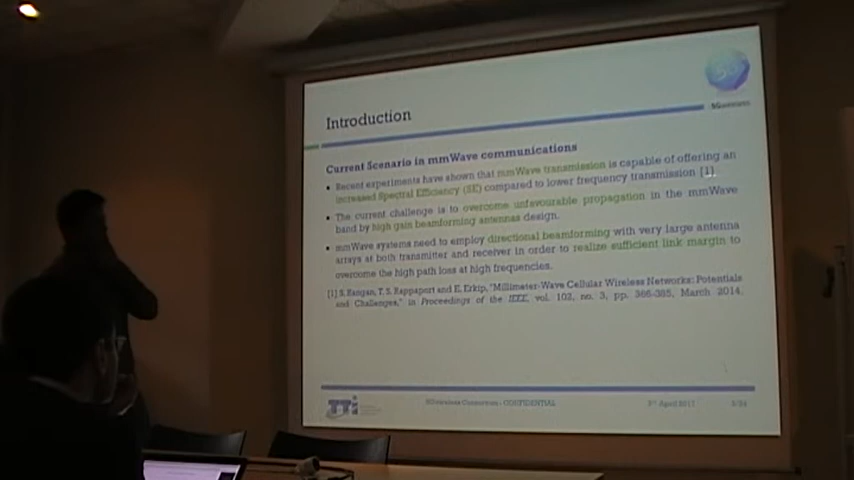 Introduction
Current Scenario in mmWave communications
• Recent experiments have shown that mmWave transmission is capable of offering an
increased Spectral Efficiency (SE) compared to lower frequency transmission [1].
• The current challenge is to overcome unfavourable propagation in the mmWave
band by high gain beamforming antennas design.
• mmWave systems need to employ directional beamforming with very large antenna
arrays at both transmitter and receiver in order to realize sufficient link margin to
overcome the high path loss at high frequencies.
[1] S. Rangan, T. S. Rappaport and E. Erkip, "Millimeter-Wave Cellular Wireless Networks: Potentials
and Challenges," in Proceedings of the IEEE, vol. 102, no. 3, pp. 366-385, March 2014.
TTi
Consortium - CONFIDENTIAL
April 2017